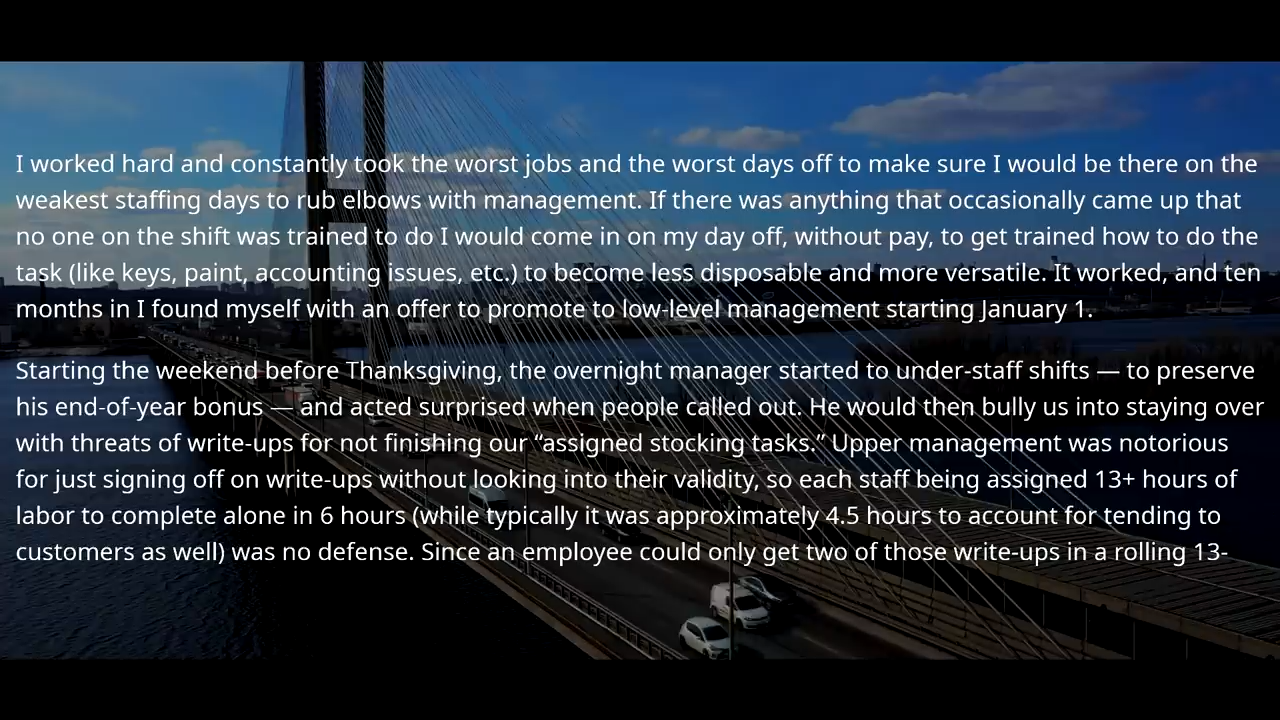 I worked hard and constantly took the worst jobs and the worst days off to make sure I would be there on the
weakest staffing days to rub elbows with management. If there was anything that occasionally came up that
no one on the shift was trained to do I would come in on my day off, without pay, to get trained how to do the
task (like keys, paint, accounting issues, etc.) to become less disposable and more versatile. It worked, and ten
months in I found myself with an offer to promote to low-level management starting January 1.
Starting the weekend before Thanksgiving, the overnight manager started to under-staff shifts — to preserve
his end-of-year bonus — and acted surprised when people called out. He would then bully us into staying over
with threats of write-ups for not finishing our “assigned stocking tasks.” Upper management was notorious
for just signing off on write-ups without looking into their validity, so each staff being assigned 13+ hours of
labor to complete alone in 6 hours (while typically it was approximately 4.5 hours to account for tending to
customers as well) was no defense. Since an employee could only get two of those write-ups in a rolling 13-